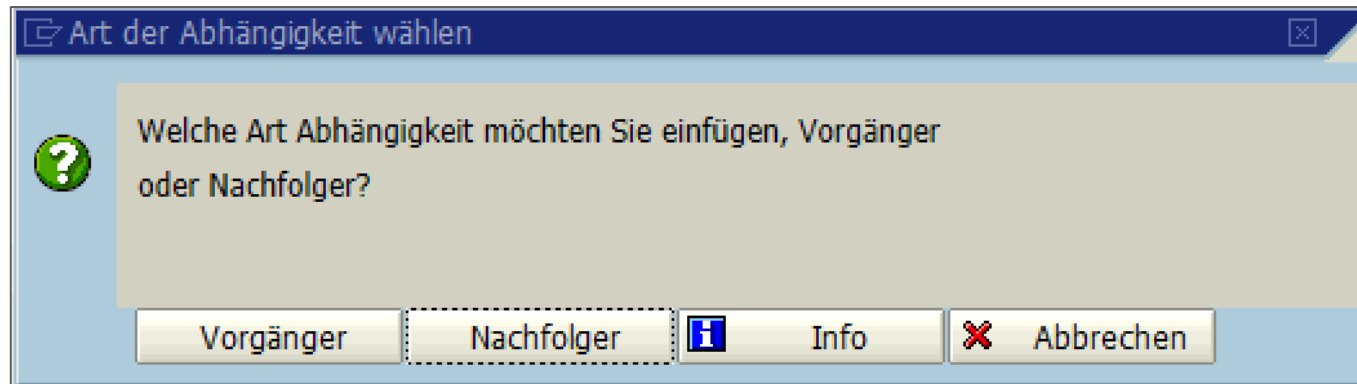 Art der Abhängigkeit wählen
Welche Art Abhängigkeit möchten Sie einfügen, Vorgänger
oder Nachfolger?
Vorgänger Nachfolger Info Abbrechen